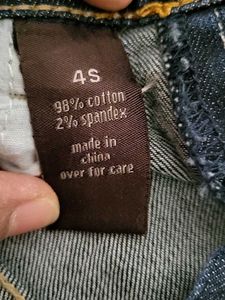 4S
98% cotton
2% spandex
made in
china
over for care